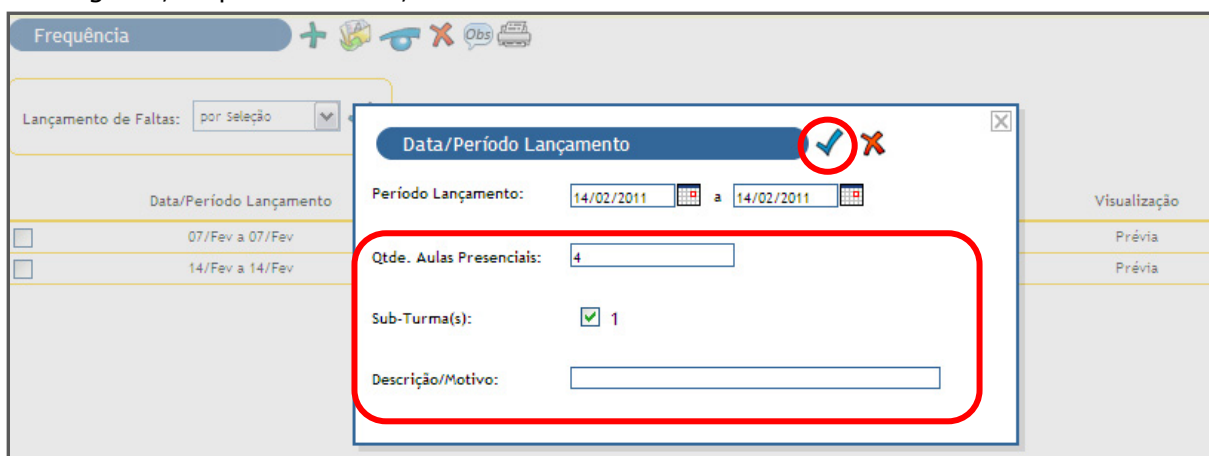 Frequência
Obs
Lançamento de Faltas: por Seleção
Data/Período Lançamento
Período Lançamento: 14/02/2011 a 14/02/2011
Data/Período Lançamento Visualização
07/Fev a 07/Fev Prévia
Qtde. Aulas Presenciais: 4
14/Fev a 14/Fev Prévia
Sub-Turma(s): 1
Descrição/Motivo: